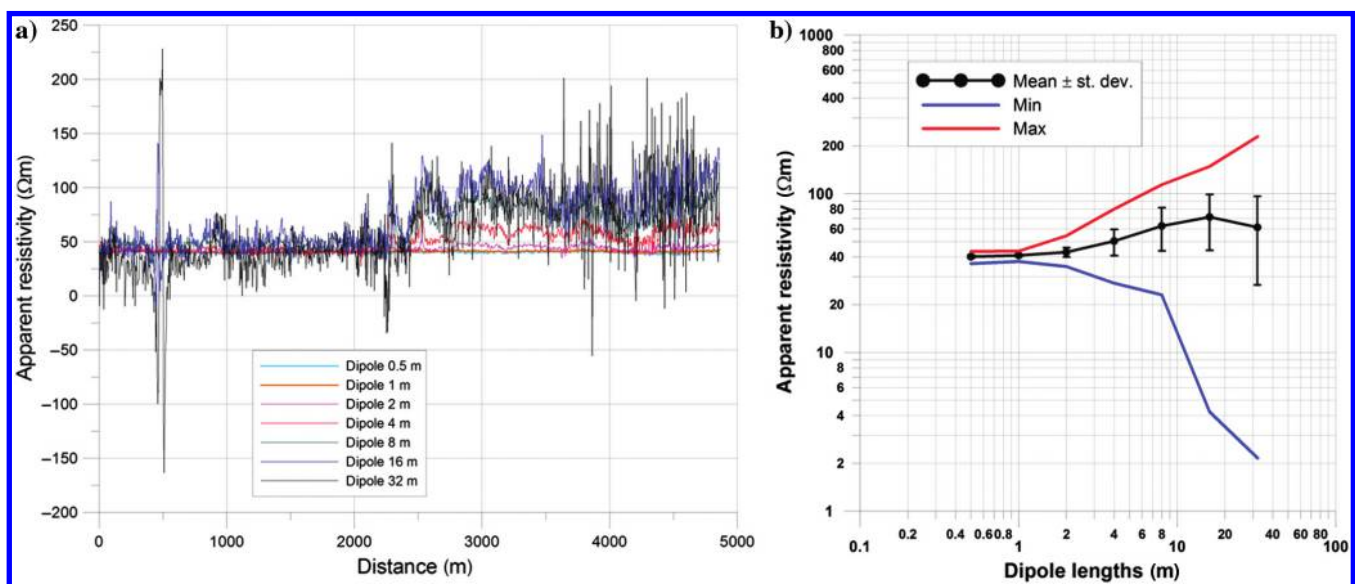 a)
250
200
150
100
50
0
–50
–100
–150
–200
Apparent resistivity (Ωm)
0 1000 2000 3000 4000 5000
Distance (m)
Dipole 0.5 m
Dipole 1 m
Dipole 2 m
Dipole 4 m
Dipole 8 m
Dipole 16 m
Dipole 32 m
b)
1000
800
600
400
200
100
80
60
40
20
10
8
6
4
2
1
Apparent resistivity (Ωm)
Mean ± st. dev.
Min
Max
0.1 0.2 0.4 0.6 0.8 1 2 4 6 8 10 20 40 60 80 100
Dipole lengths (m)